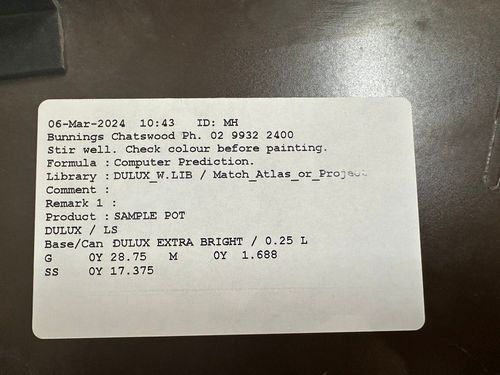 06-Mar-2024 10:43 ID: MH
Bunnings Chatswood Ph. 02 9932 2400
Stir well. Check colour before painting.
Formula : Computer Prediction.
Library : DULUX_W.LIB / Match_Atlas_or_Projec
Comment :
Remark 1 :
Product : SAMPLE POT
DULUX / LS
Base/Can DULUX EXTRA BRIGHT / 0.25 L
G 0Y 28.75 M 0Y 1.688
SS 0Y 17.375